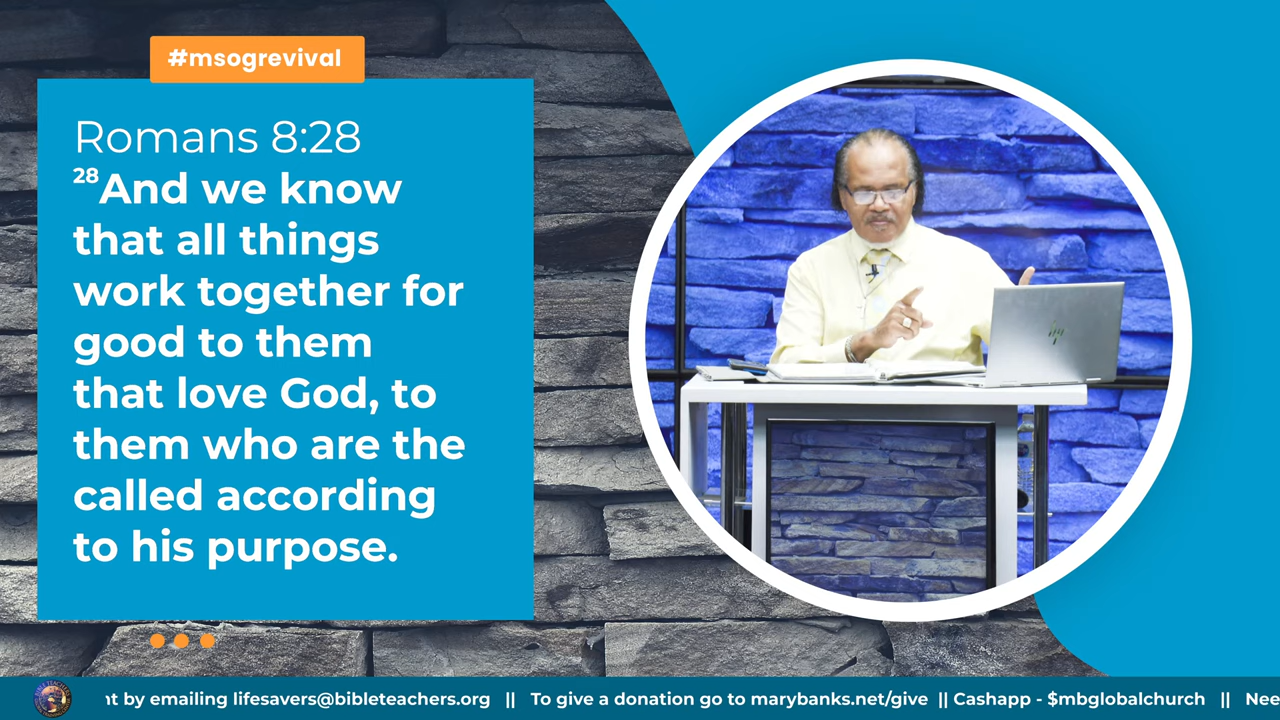 #msogrevival
Romans 8:28
28And we know
that all things
work together for
good to them
that love God, to
them who are the
called according
to his purpose.
nt by emailing lifesavers@bibleteachers.org || To give a donation go to marybanks.net/give || Cashapp - $mbglobalchurch || Nee